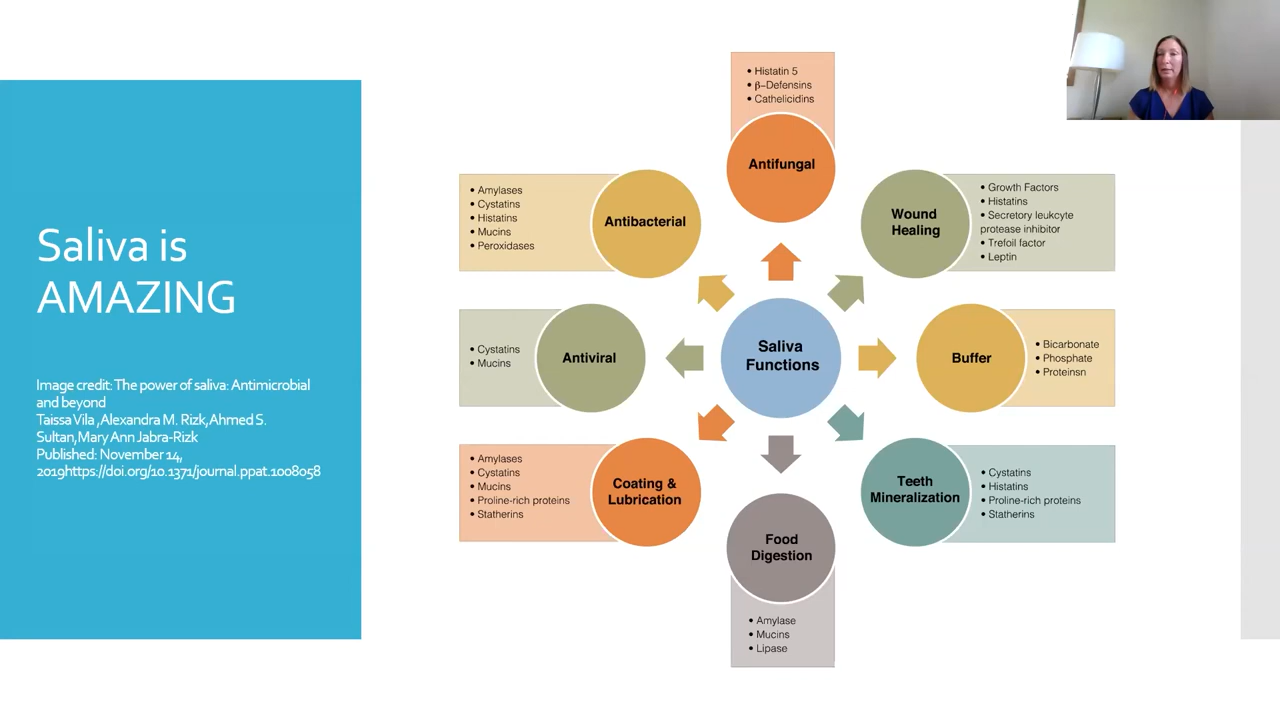 Saliva is
AMAZING
Image credit: The power of saliva: Antimicrobial
and beyond
Taissa Vila ,Alexandra M. Rizk,Ahmed S.
Sultan,Mary Ann Jabra-Rizk
Published: November 14,
2019https://doi.org/10.1371/journal.ppat.1008058
• Histatin 5
• β–Defensins
• Cathelicidins
Antifungal
• Amylases
• Cystatins
• Histatins
• Mucins
• Peroxidases
Antibacterial
Wound
Healing
• Growth Factors
• Histatins
• Secretory leukcyte
protease inhibitor
• Trefoil factor
• Leptin
• Cystatins
• Mucins
Antiviral
Saliva
Functions
Buffer
• Bicarbonate
• Phosphate
• Proteinsn
• Amylases
• Cystatins
• Mucins
• Proline-rich proteins
• Statherins
Coating &
Lubrication
Teeth
Mineralization
• Cystatins
• Histatins
• Proline-rich proteins
• Statherins
Food
Digestion
• Amylase
• Mucins
• Lipase